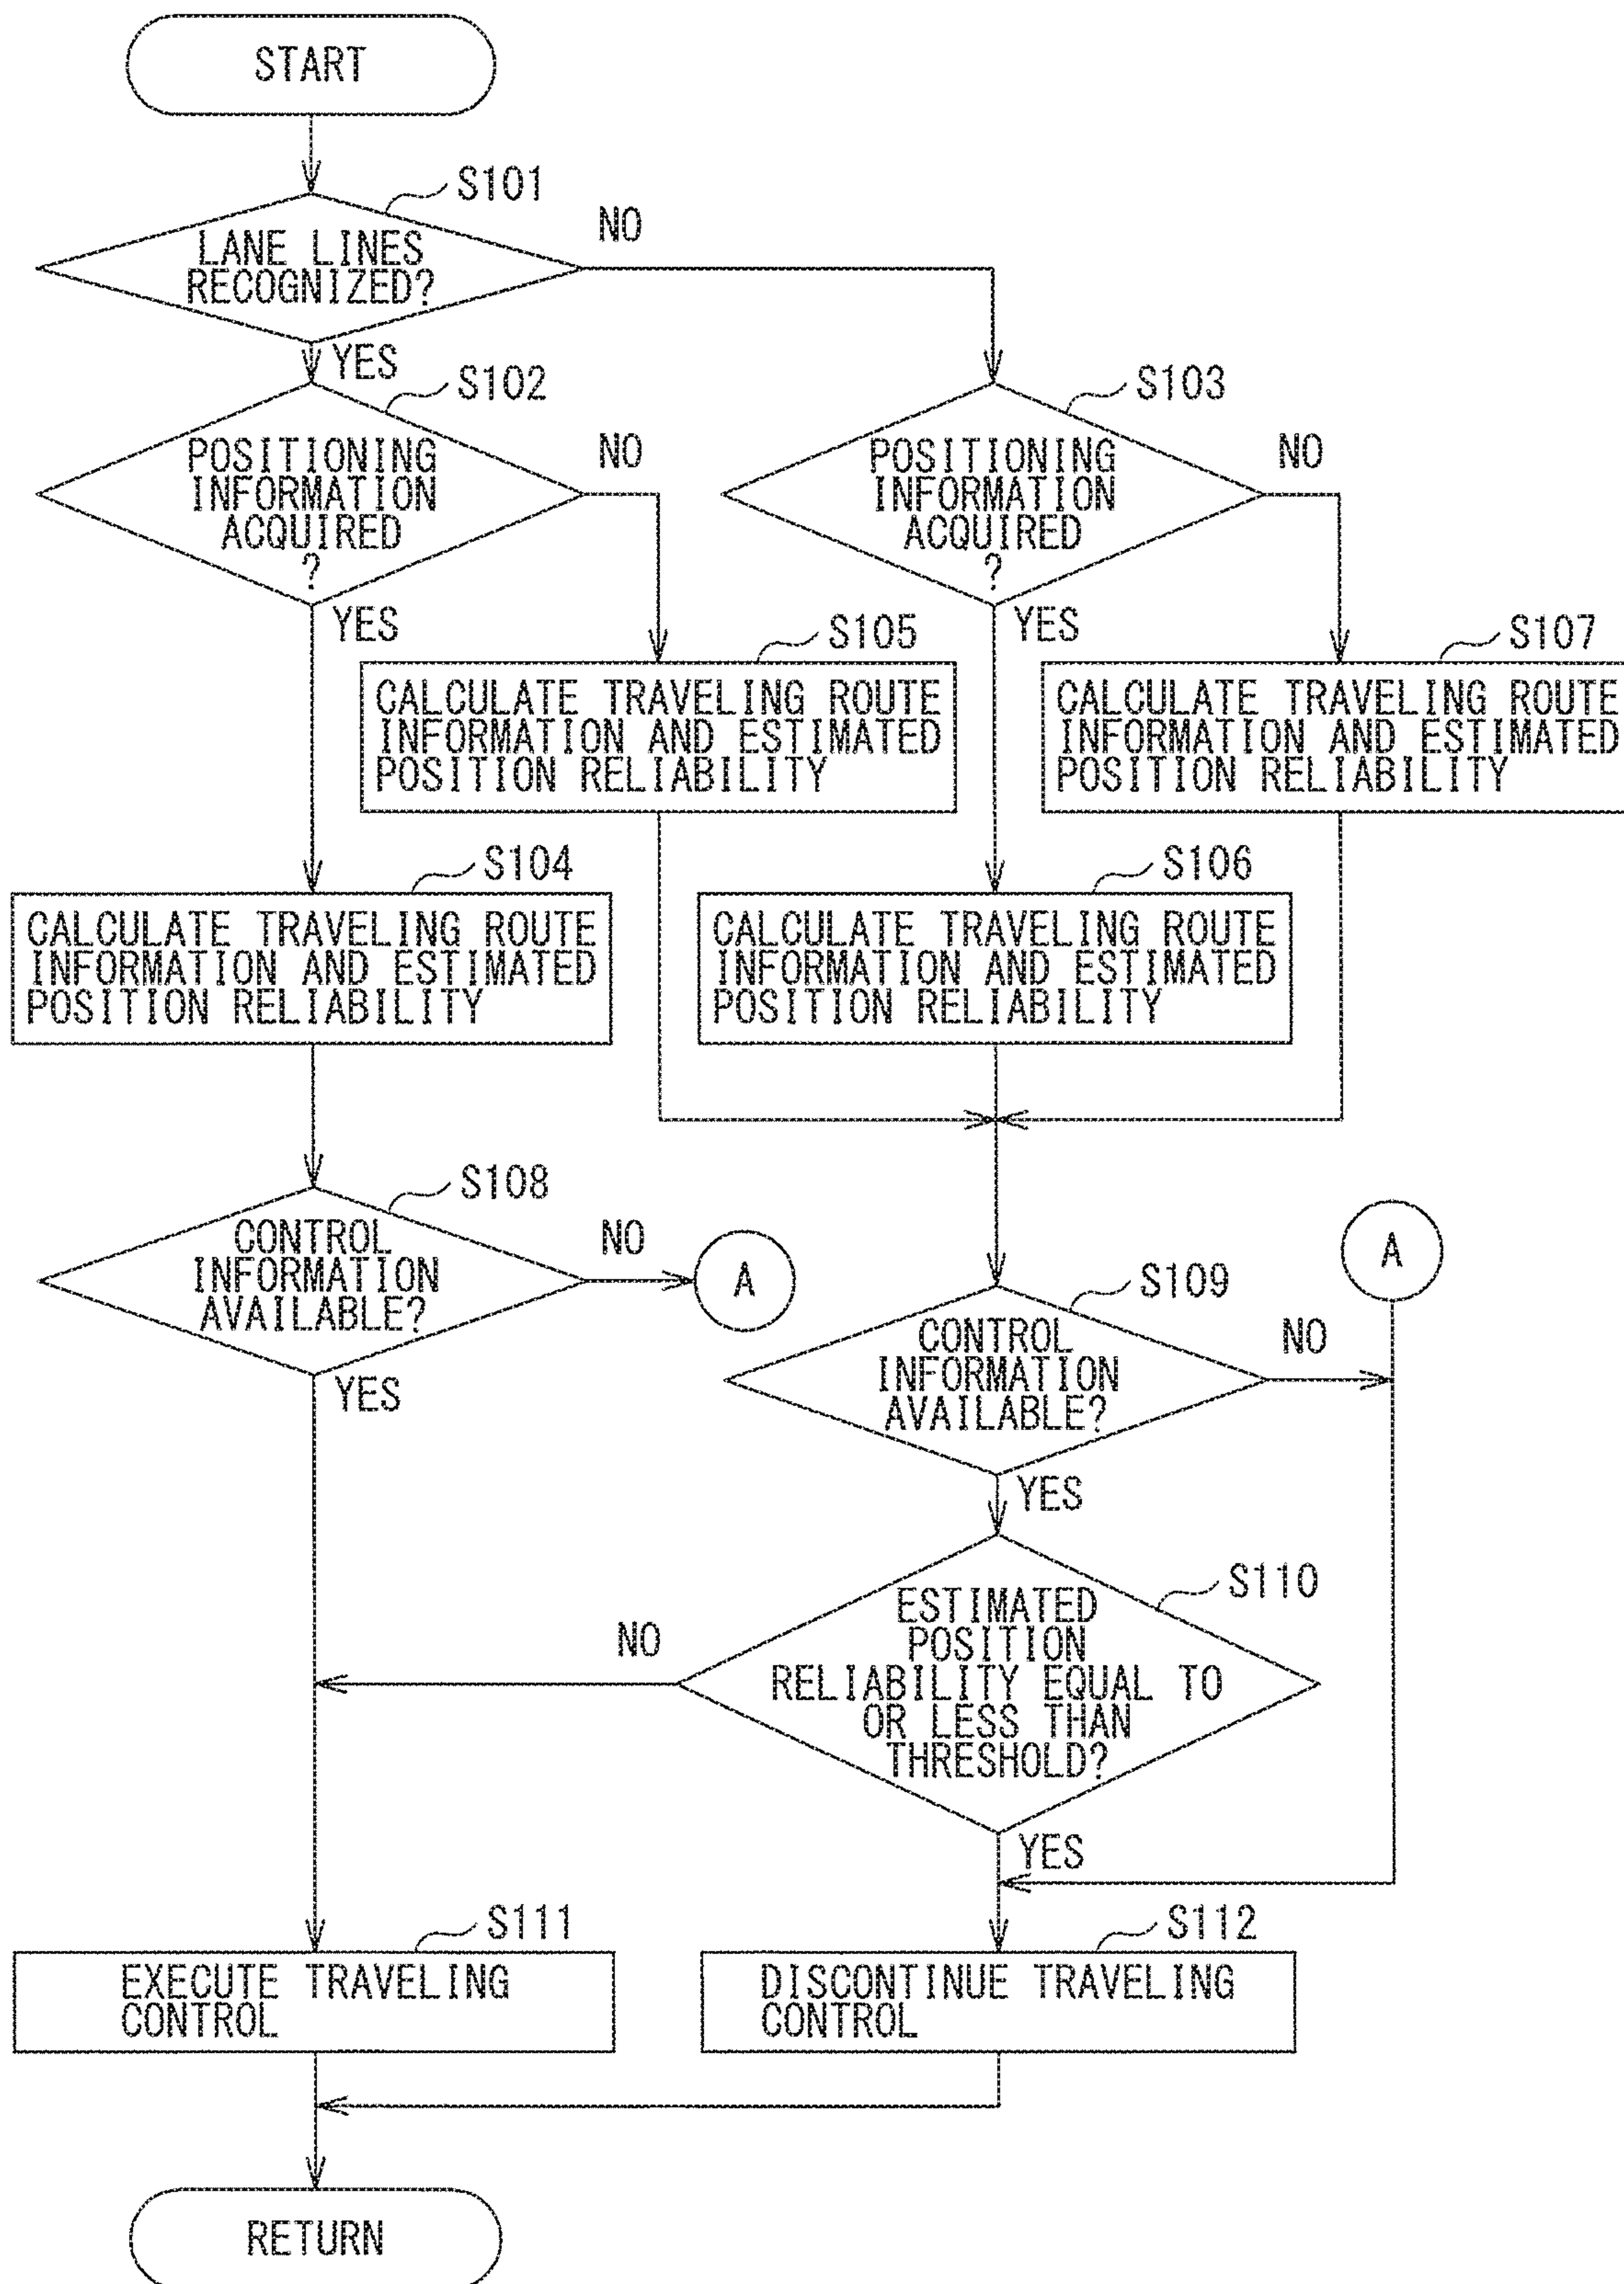 START
S101
LANE LINES
RECOGNIZED?
NO
YES
S102
POSITIONING
INFORMATION
ACQUIRED
?
NO
YES
S103
POSITIONING
INFORMATION
ACQUIRED
?
NO
YES
S105
CALCULATE TRAVELING ROUTE
INFORMATION AND ESTIMATED
POSITION RELIABILITY
S107
CALCULATE TRAVELING ROUTE
INFORMATION AND ESTIMATED
POSITION RELIABILITY
S104
CALCULATE TRAVELING ROUTE
INFORMATION AND ESTIMATED
POSITION RELIABILITY
S106
CALCULATE TRAVELING ROUTE
INFORMATION AND ESTIMATED
POSITION RELIABILITY
S108
CONTROL
INFORMATION
AVAILABLE?
NO
A
YES
A
S109
CONTROL
INFORMATION
AVAILABLE?
NO
YES
S110
ESTIMATED
POSITION
RELIABILITY EQUAL TO
OR LESS THAN
THRESHOLD?
NO
YES
S111
EXECUTE TRAVELING
CONTROL
S112
DISCONTINUE TRAVELING
CONTROL
RETURN